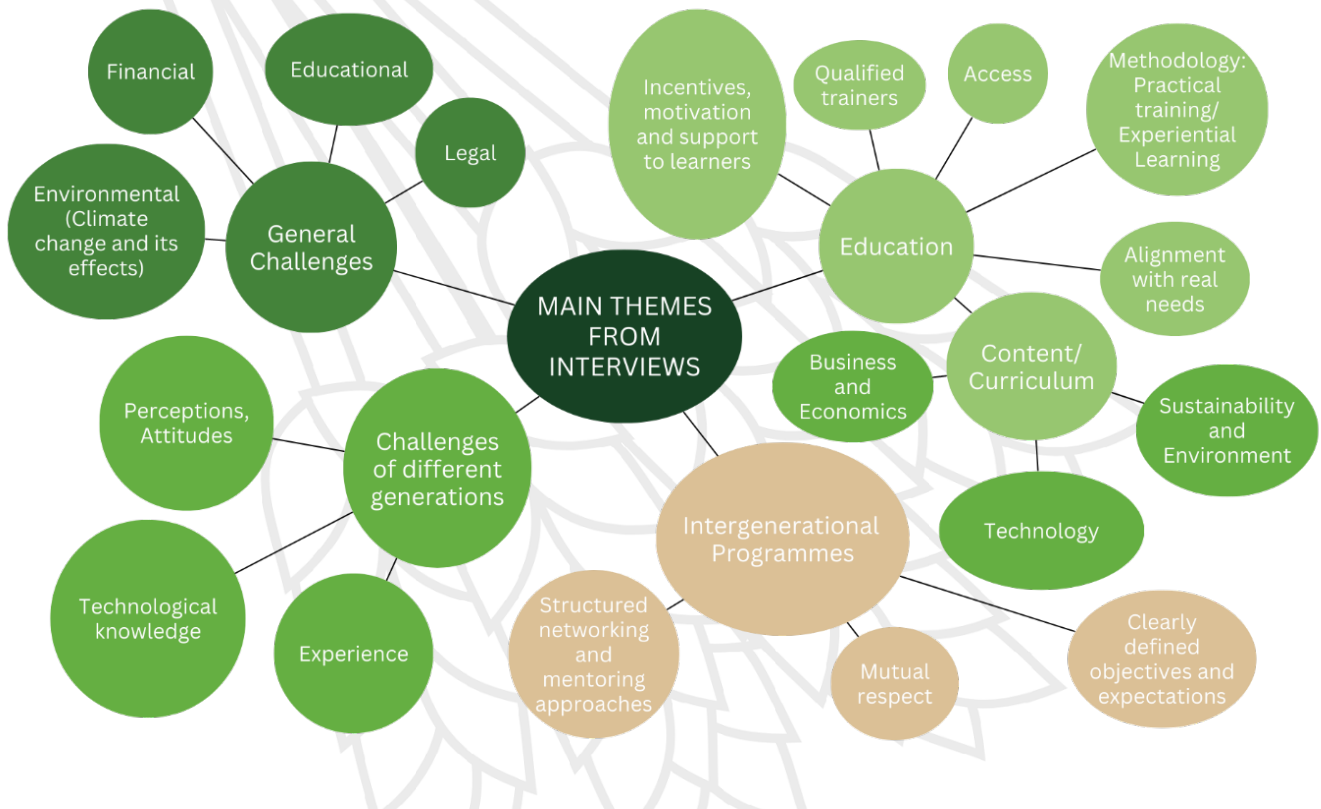 Financial
Educational
Legal
Environmental
(Climate
change and its
effects)
General
Challenges
Incentives,
motivation
and support
to learners
Qualified
trainers
Access
Methodology:
Practical
training/
Experiential
Learning
Education
Alignment
with real
needs
MAIN THEMES
FROM
INTERVIEWS
Content/
Curriculum
Business
and
Economics
Sustainability
and
Environment
Technology
Perceptions,
Attitudes
Challenges
of different
generations
Technological
knowledge
Experience
Intergenerational
Programmes
Structured
networking
and
mentoring
approaches
Mutual
respect
Clearly
defined
objectives and
expectations